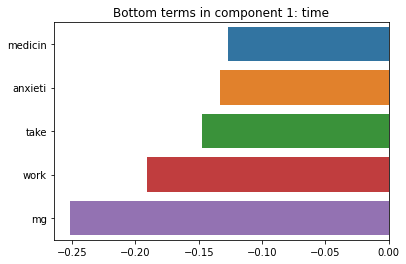 Bottom terms in component 1: time
medicin
anxieti
take
work
mg
−0.25 −0.20 −0.15 −0.10 −0.05 0.00